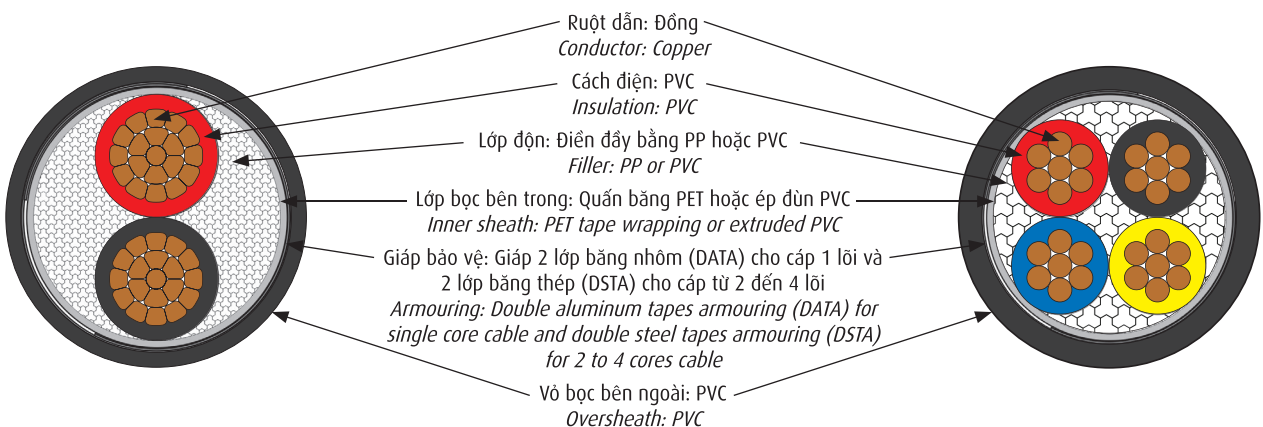 Ruột dẫn: Đồng
Conductor: Copper
Cách điện: PVC
Insulation: PVC
Lớp độn: Điền đầy bằng PP hoặc PVC
Filler: PP or PVC
Lớp bọc bên trong: Quấn băng PET hoặc ép đùn PVC
Inner sheath: PET tape wrapping or extruded PVC
Giáp bảo vệ: Giáp 2 lớp băng nhôm (DATA) cho cáp 1 lõi và
2 lớp băng thép (DSTA) cho cáp từ 2 đến 4 lõi
Armouring: Double aluminum tapes armouring (DATA) for
single core cable and double steel tapes armouring (DSTA)
for 2 to 4 cores cable
Vỏ bọc bên ngoài: PVC
Oversheath: PVC